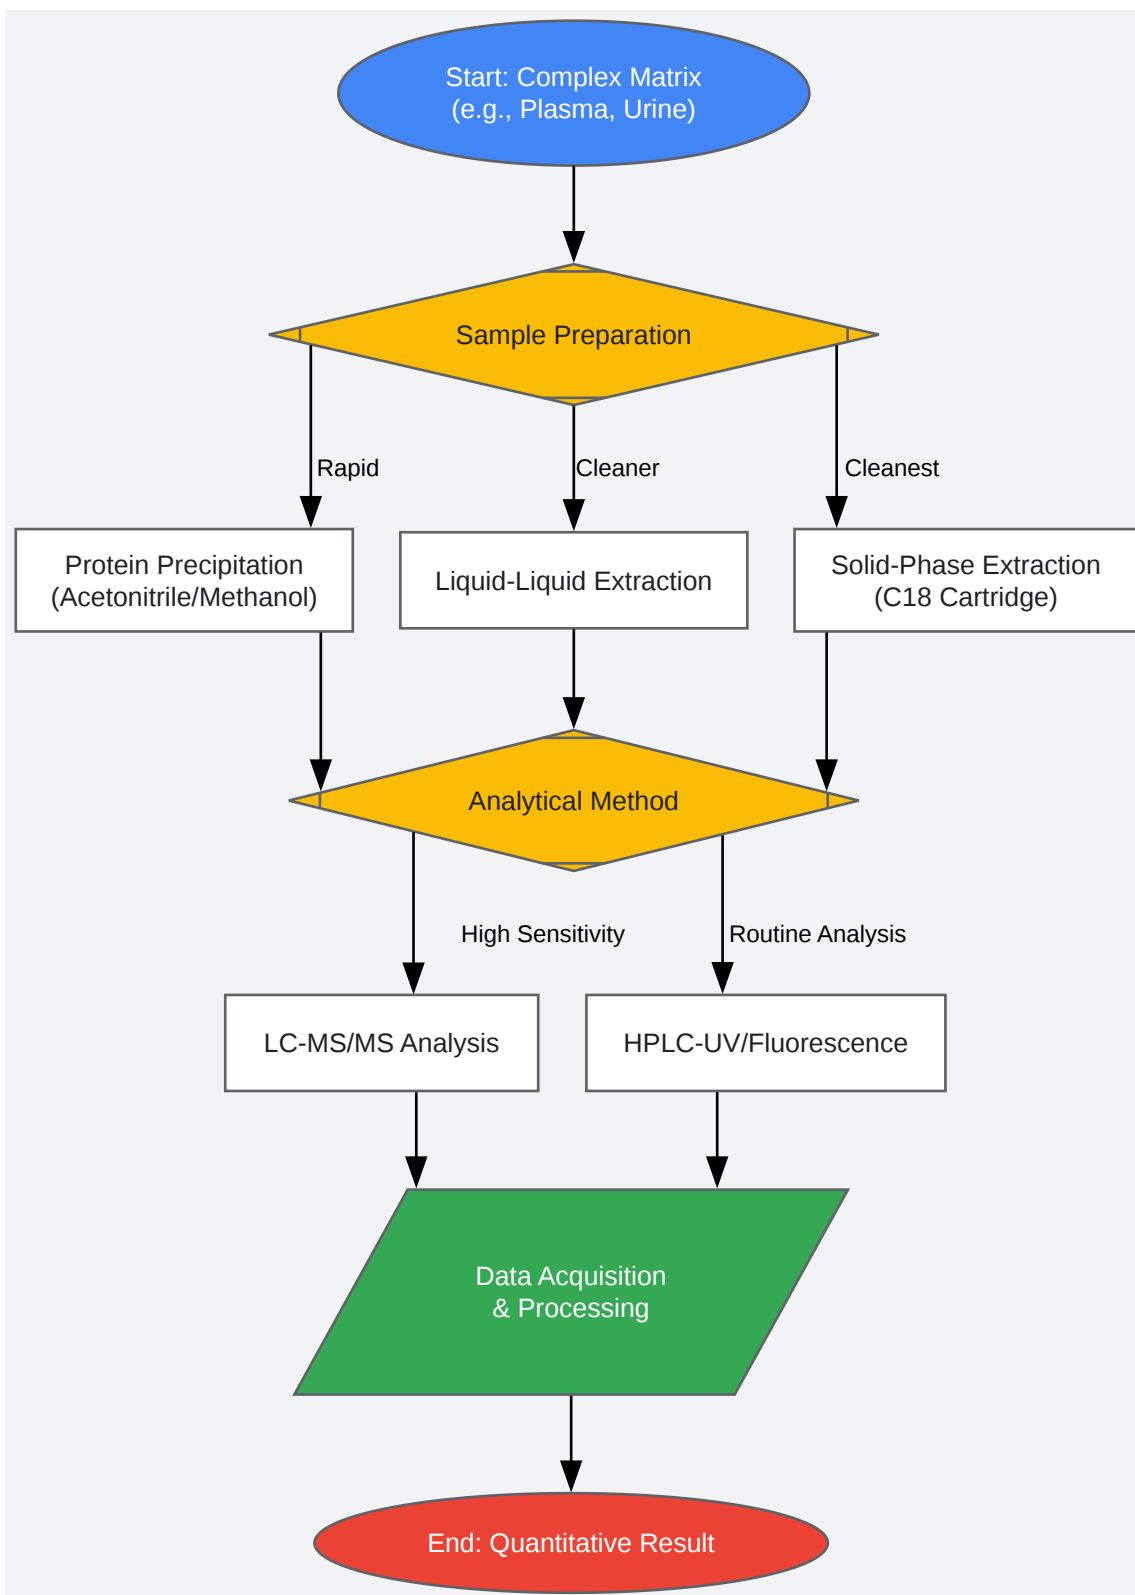 Start: Complex Matrix
(e.g., Plasma, Urine)
Sample Preparation
Rapid
Cleaner
Cleanest
Protein Precipitation
(Acetonitrile/Methanol)
Liquid-Liquid Extraction
Solid-Phase Extraction
(C18 Cartridge)
Analytical Method
High Sensitivity
Routine Analysis
LC-MS/MS Analysis
HPLC-UV/Fluorescence
Data Acquisition
& Processing
End: Quantitative Result